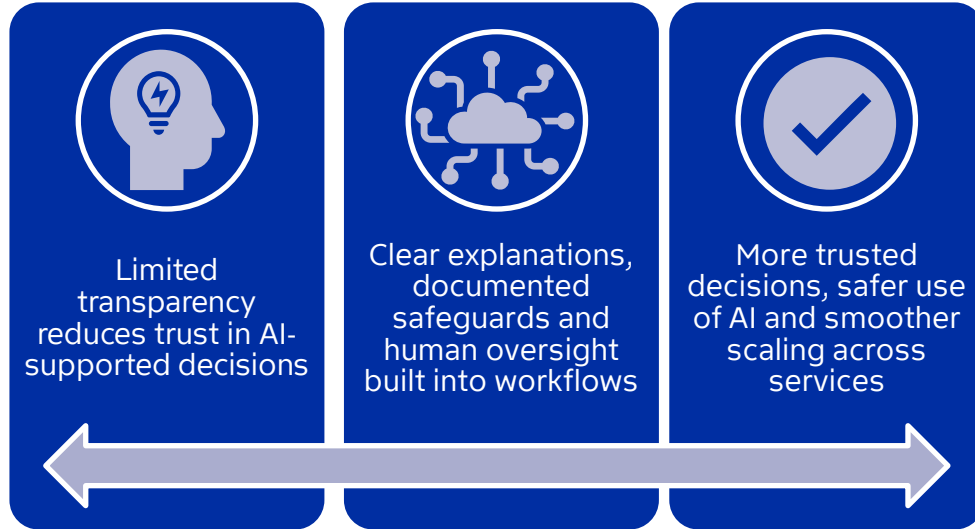 Limited
transparency
reduces trust in AI-
supported decisions
Clear explanations,
documented
safeguards and
human oversight
built into workflows
More trusted
decisions, safer use
of AI and smoother
scaling across
services